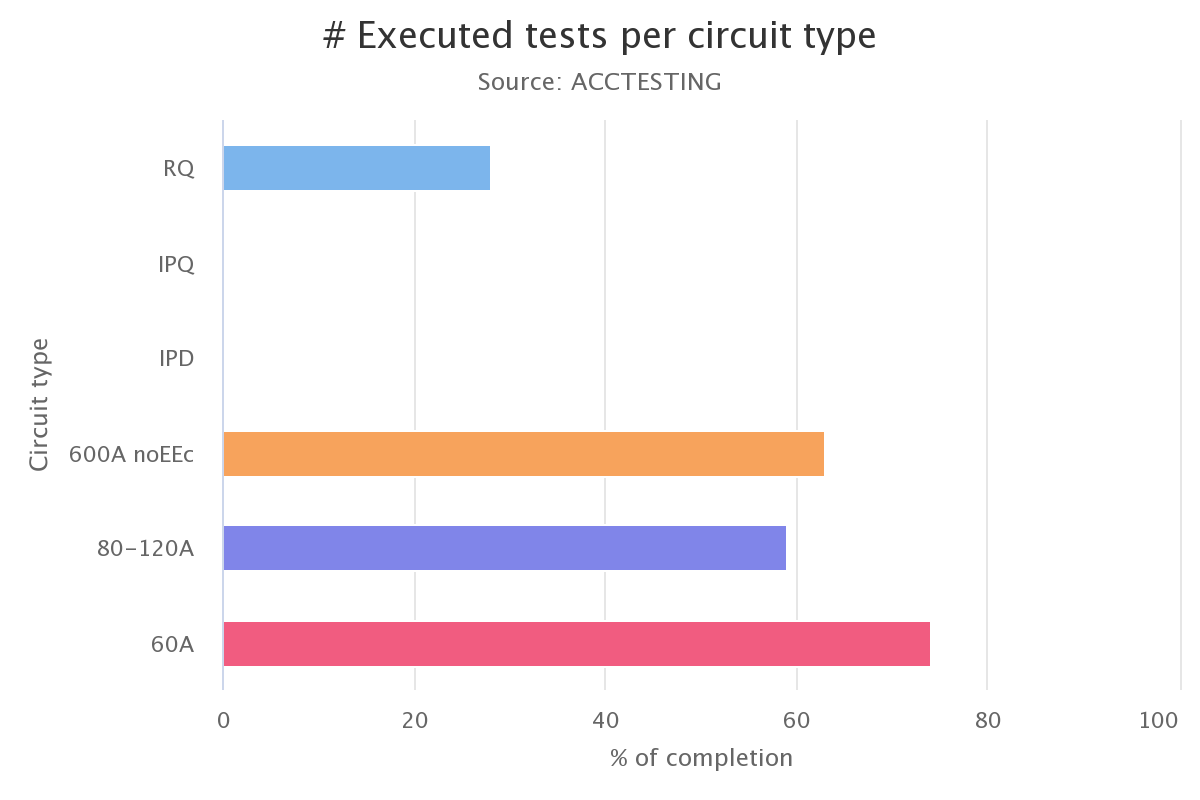 # Executed tests per circuit type
Source: ACCTESTING
Circuit type
RQ
IPQ
IPD
600A noEEc
80−120A
60A
0 20 40 60 80 100
% of completion